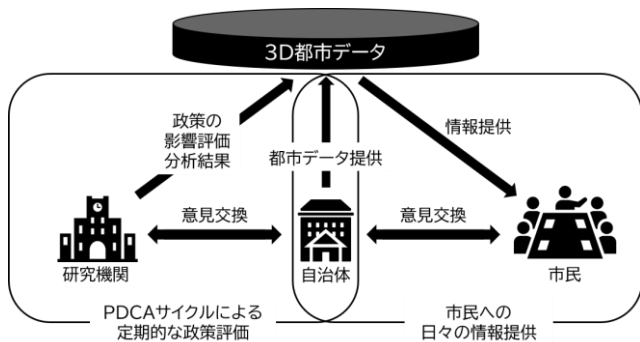 3D都市データ
政策の
影響評価
分析結果
都市データ提供
情報提供
意見交換
意見交換
研究機関
自治体
市民
PDCAサイクルによる
定期的な政策評価
市民への
日々の情報提供